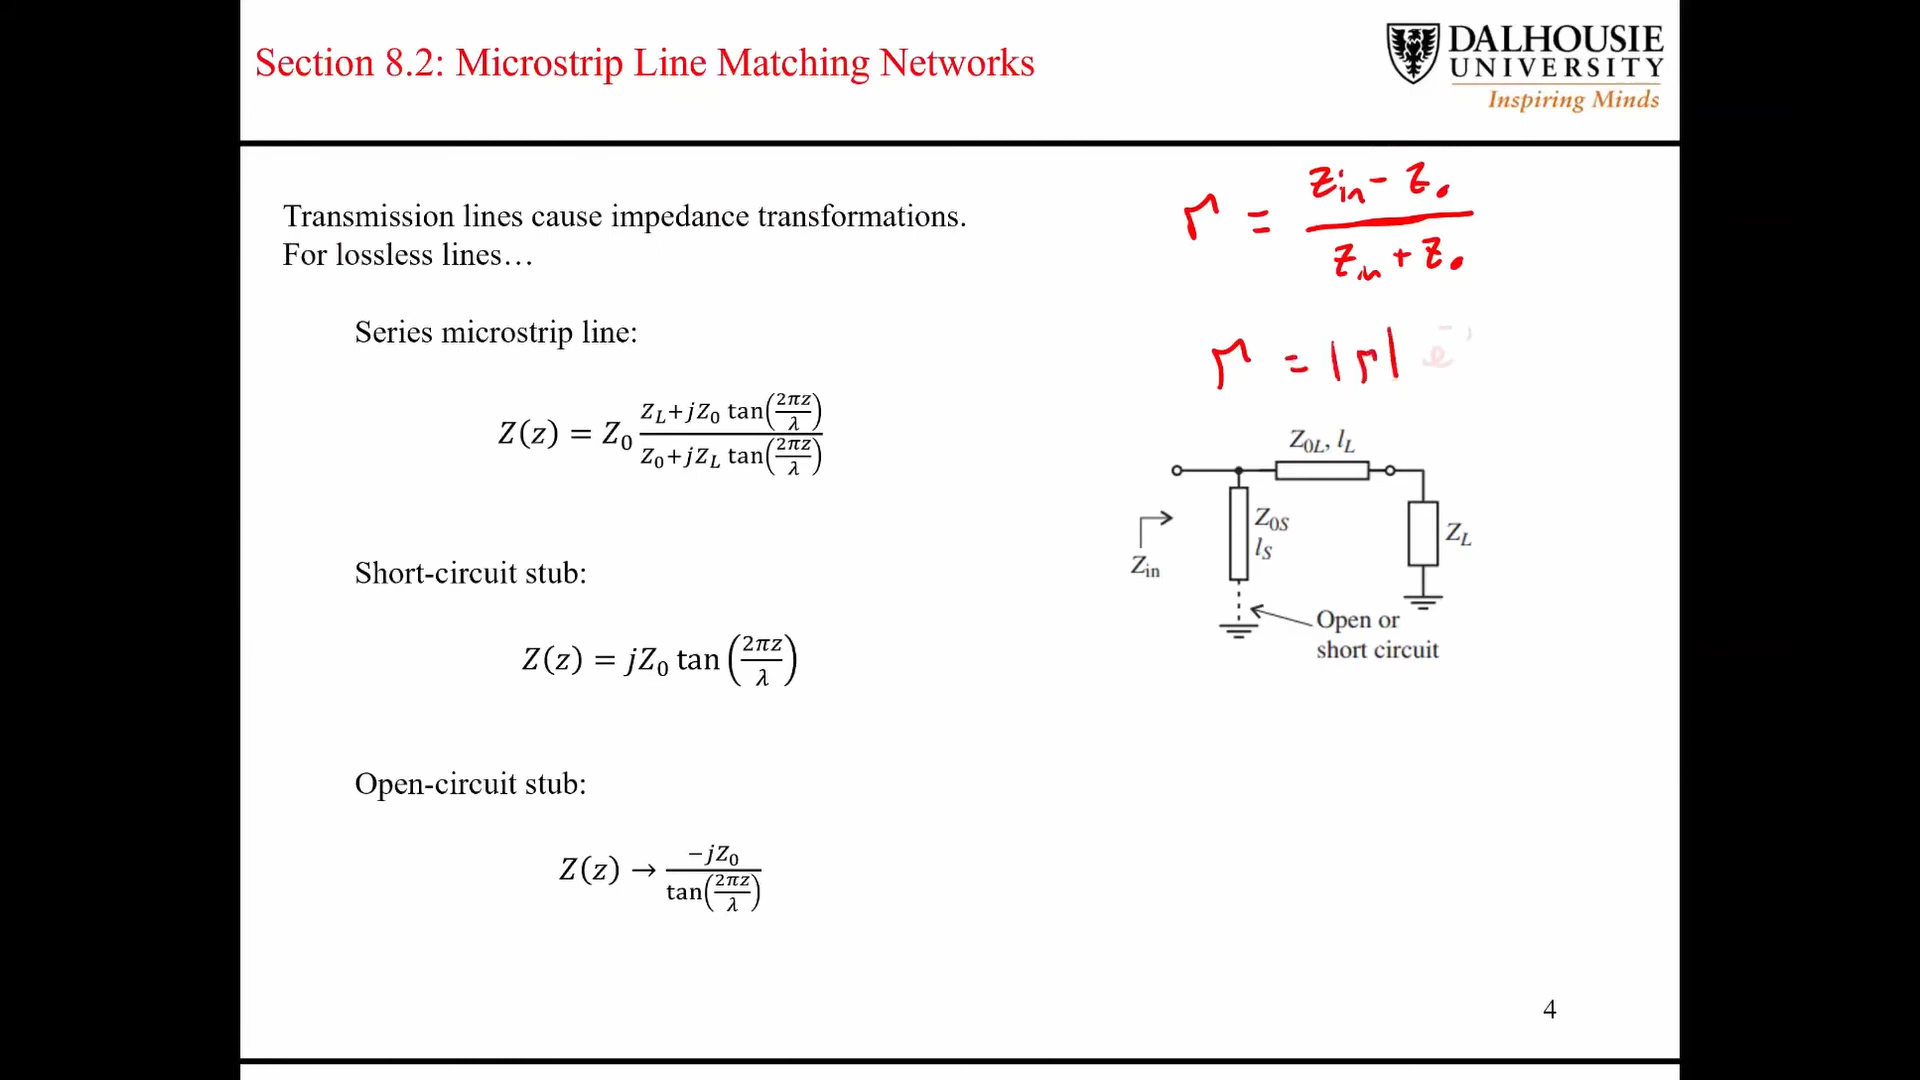 Section 8.2: Microstrip Line Matching Networks
DALHOUSIE
UNIVERSITY
Inspiring Minds
Transmission lines cause impedance transformations.
For lossless lines…
Γ = (Zin − Z0) / (Zin + Z0)
Series microstrip line:
Γ = |Γ|
Z(z) = Z₀ (Z_L+jZ₀ tan(2πz/λ)) / (Z₀+jZ_L tan(2πz/λ))
Z₀L, lL
Z₀S
lS
ZL
Zin
Open or
short circuit
Short-circuit stub:
Z(z) = jZ₀ tan(2πz/λ)
Open-circuit stub:
Z(z) → −jZ₀ / tan(2πz/λ)
4